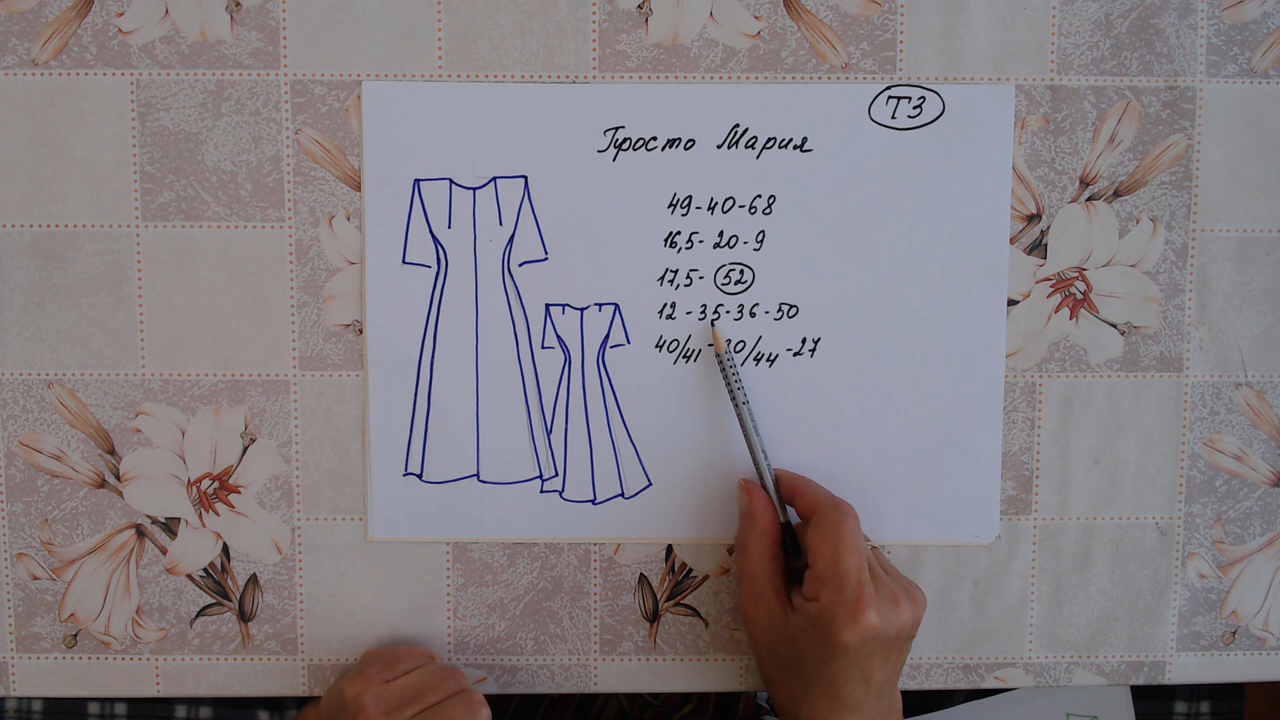 ТЗ
Просто Мария
49-40-68
16,5-20-9
17,5-52
12-35-36-50
40/41- /44-27